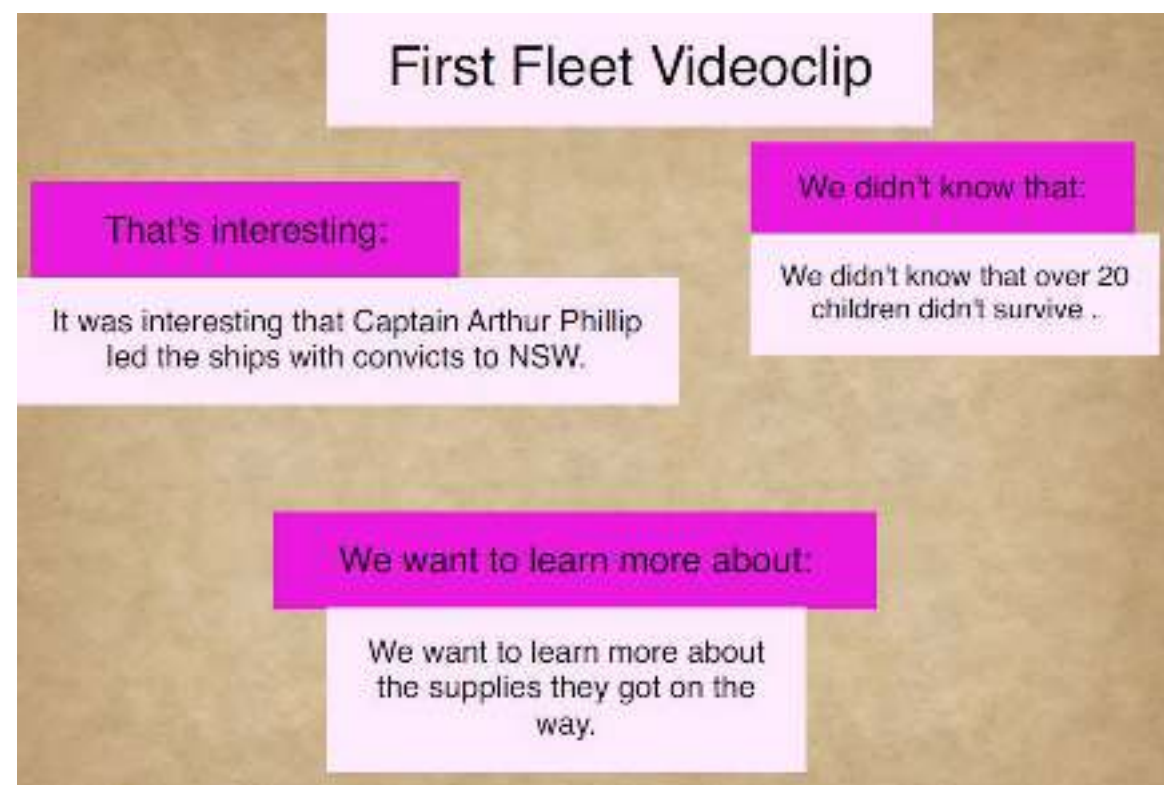 First Fleet Videoclip
That's interesting:
It was interesting that Captain Arthur Phillip
led the ships with convicts to NSW.
We didn't know that:
We didn't know that over 20
children didn't survive .
We want to learn more about:
We want to learn more about
the supplies they got on the
way.